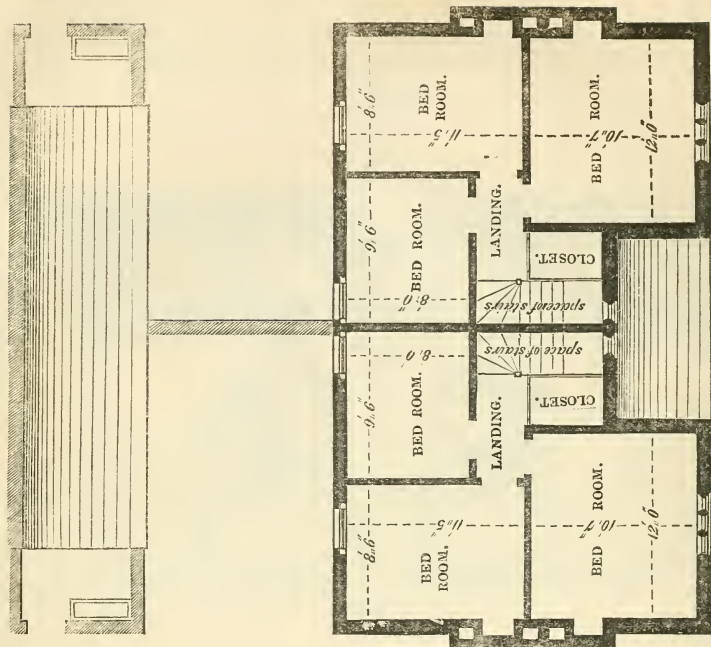 BED
ROOM.
8,,6"
11,,5"
BED
ROOM.
10,,7"
12,,0"
BED ROOM.
9,,6"
8,,0"
LANDING.
CLOSET.
space of stairs
BED ROOM.
9,,6"
8,,0"
LANDING.
CLOSET.
space of stairs
BED
ROOM.
8,,6"
11,,5"
BED
ROOM.
10,,7"
12,,0"